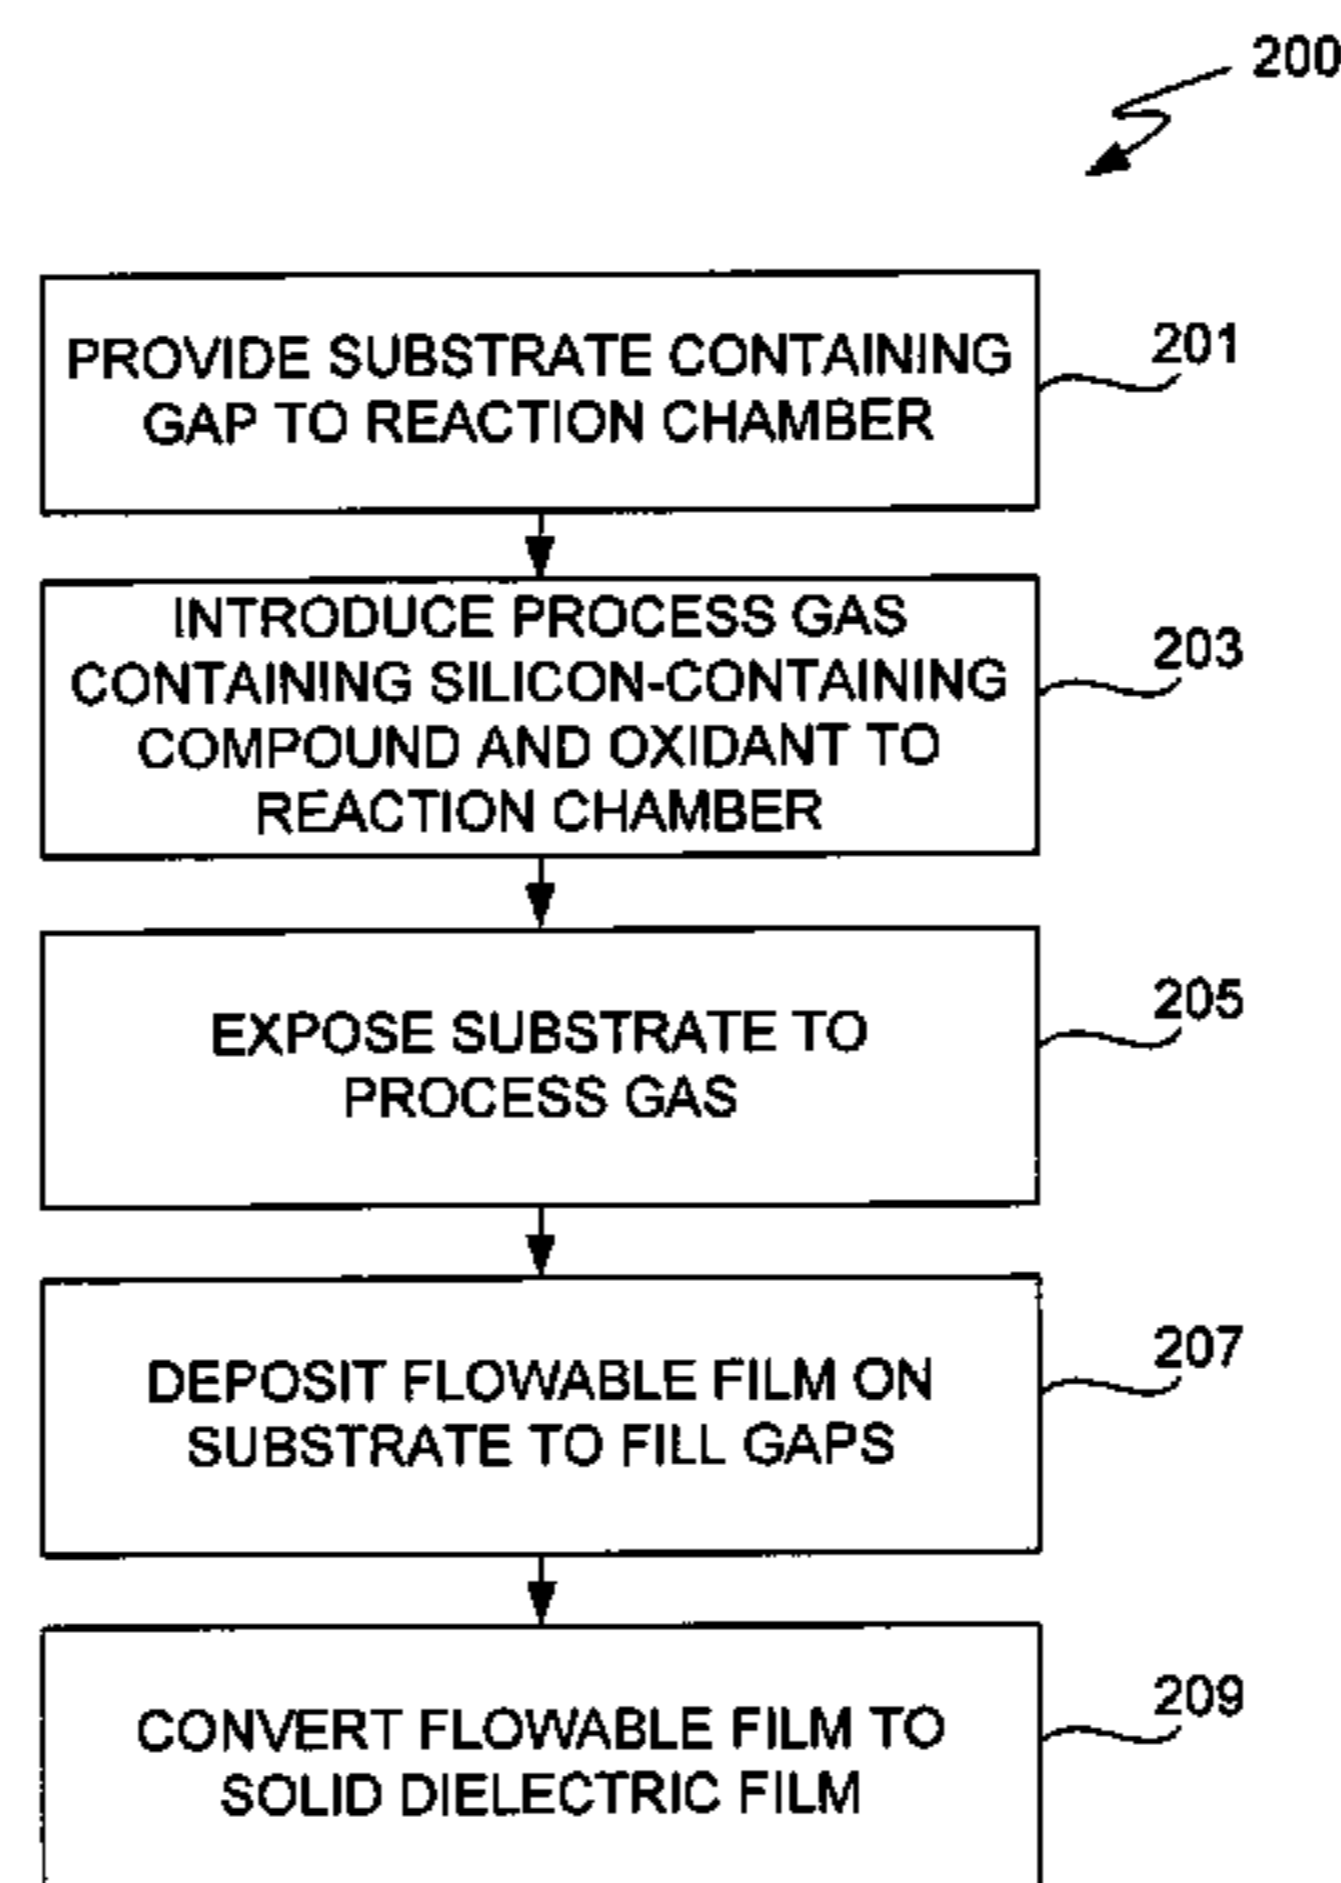 200
PROVIDE SUBSTRATE CONTAINING
GAP TO REACTION CHAMBER
201
INTRODUCE PROCESS GAS
CONTAINING SILICON-CONTAINING
COMPOUND AND OXIDANT TO
REACTION CHAMBER
203
EXPOSE SUBSTRATE TO
PROCESS GAS
205
DEPOSIT FLOWABLE FILM ON
SUBSTRATE TO FILL GAPS
207
CONVERT FLOWABLE FILM TO
SOLID DIELECTRIC FILM
209